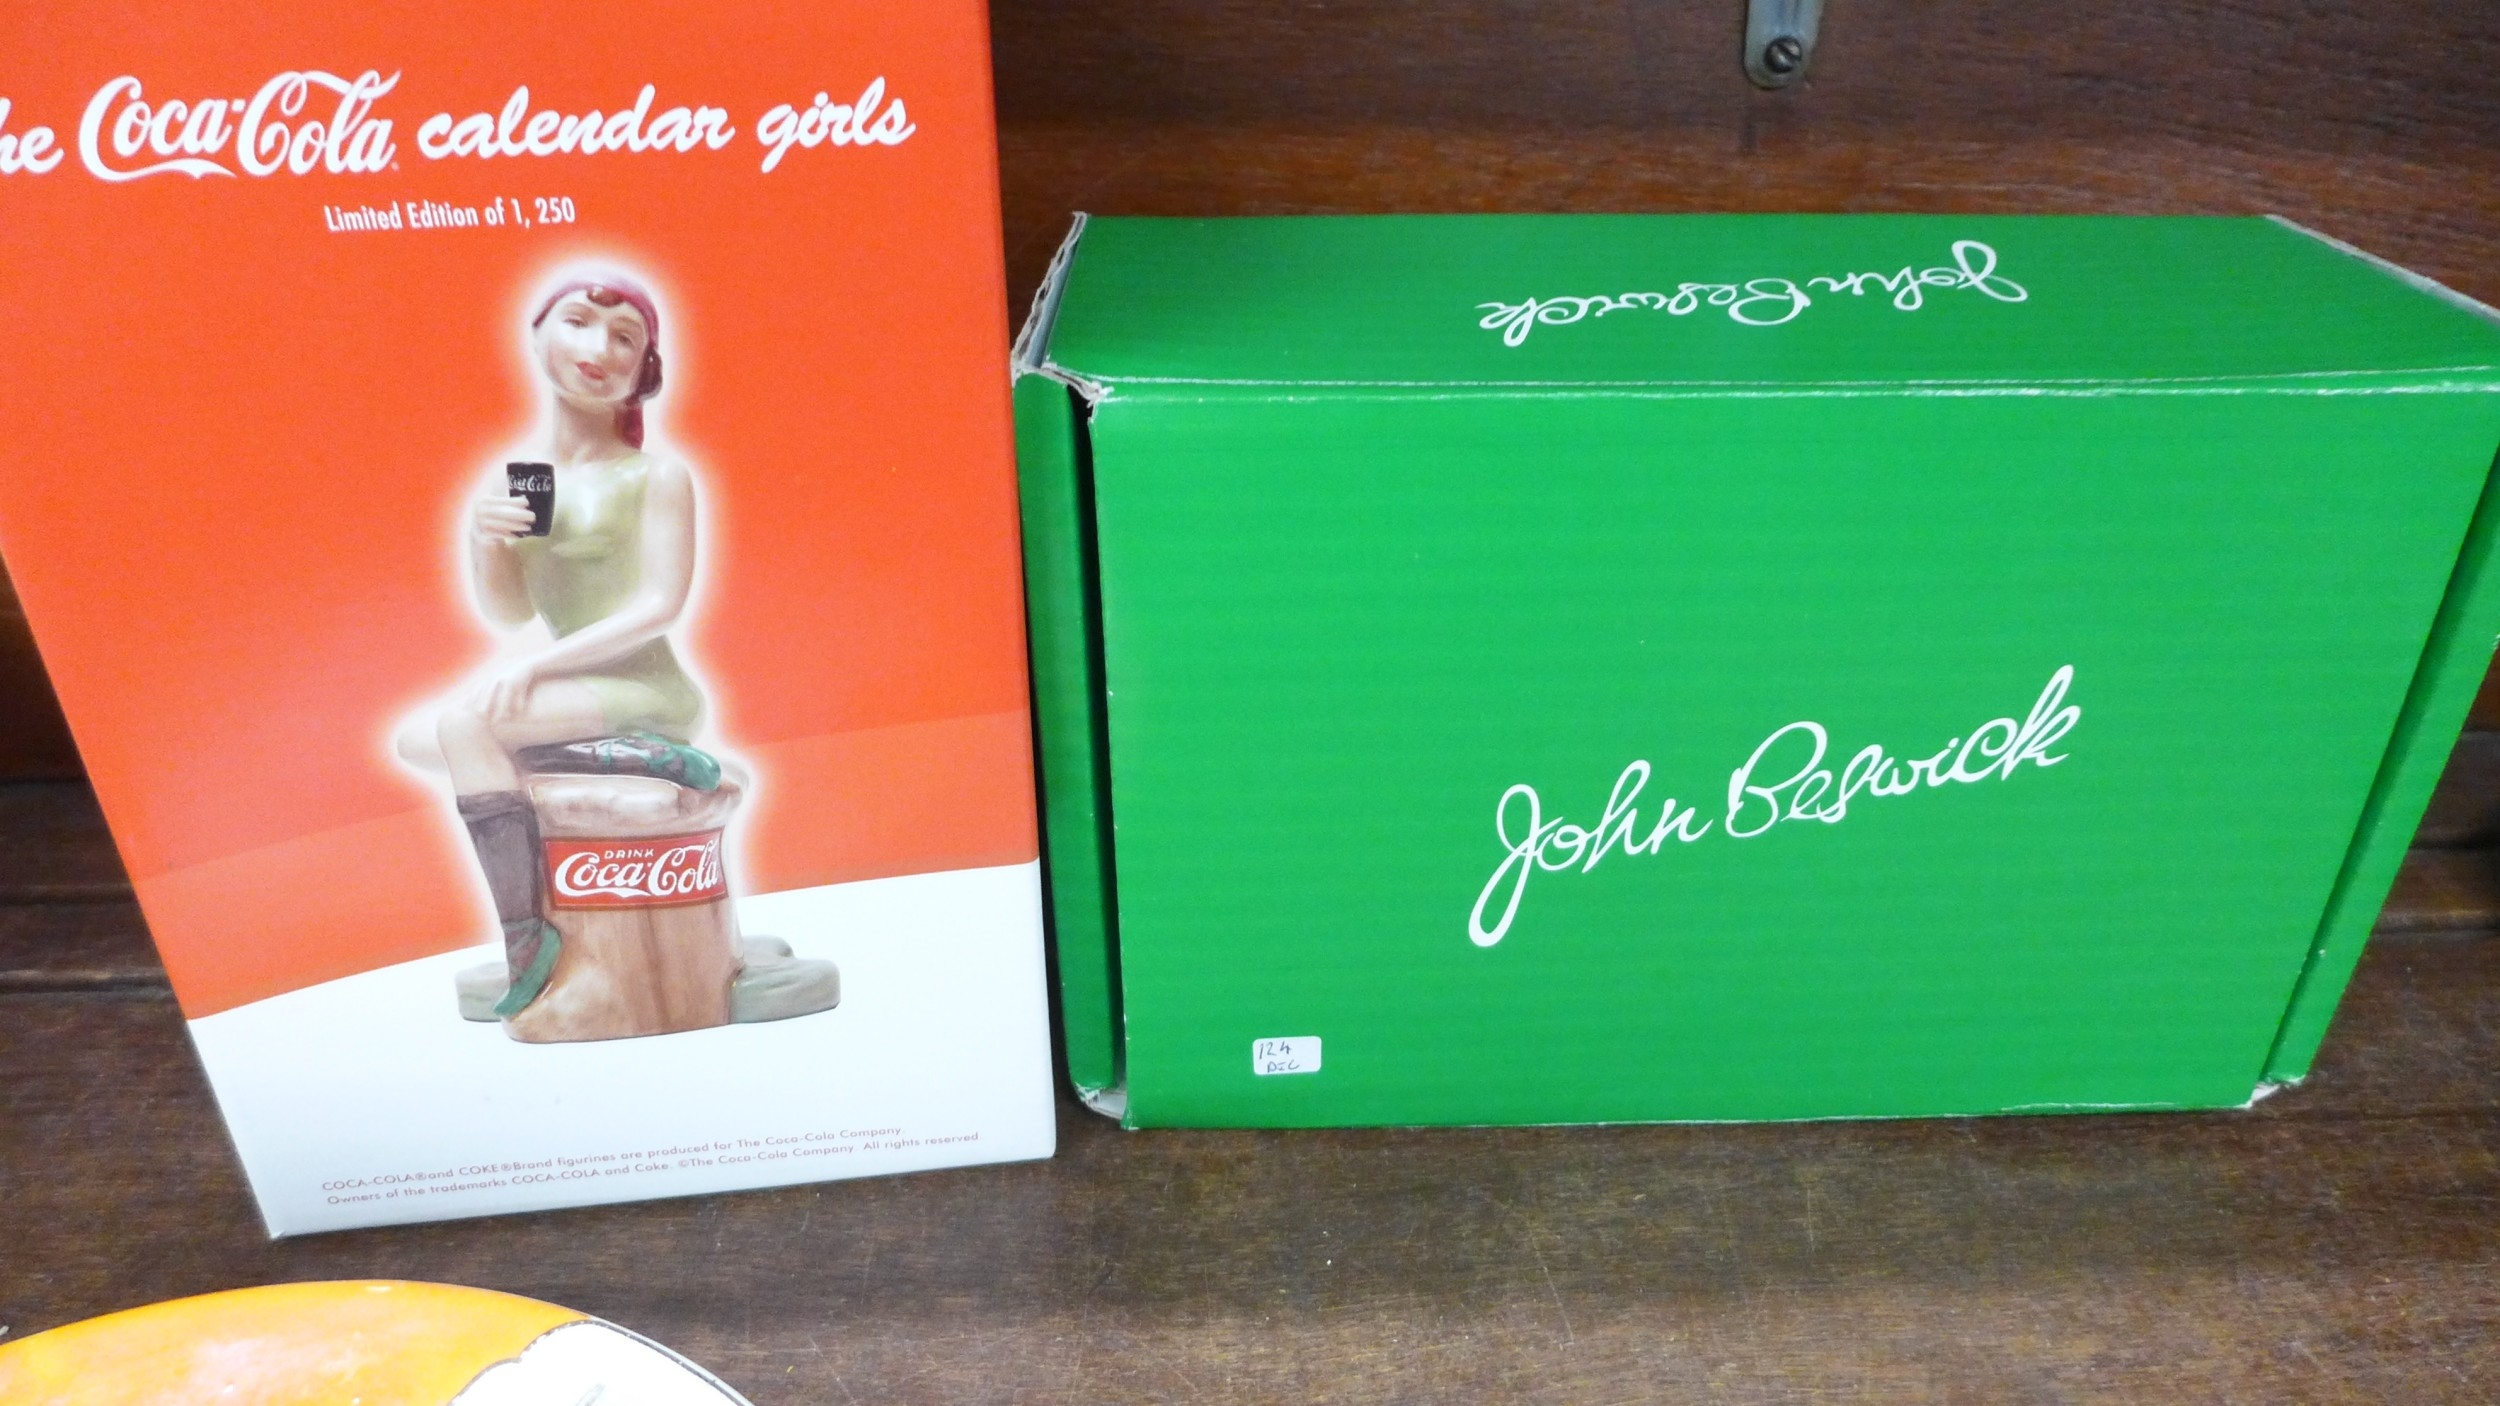 Coca-Cola calendar girls
Limited Edition of 1, 250
Coca-Cola
DRINK
Coca-Cola
COCA-COLA® and COKE® Brand figurines are produced for The Coca-Cola Company.
Owners of the trademarks COCA-COLA and Coke. ©The Coca-Cola Company. All rights reserved.
John Beswick
John Beswick
124